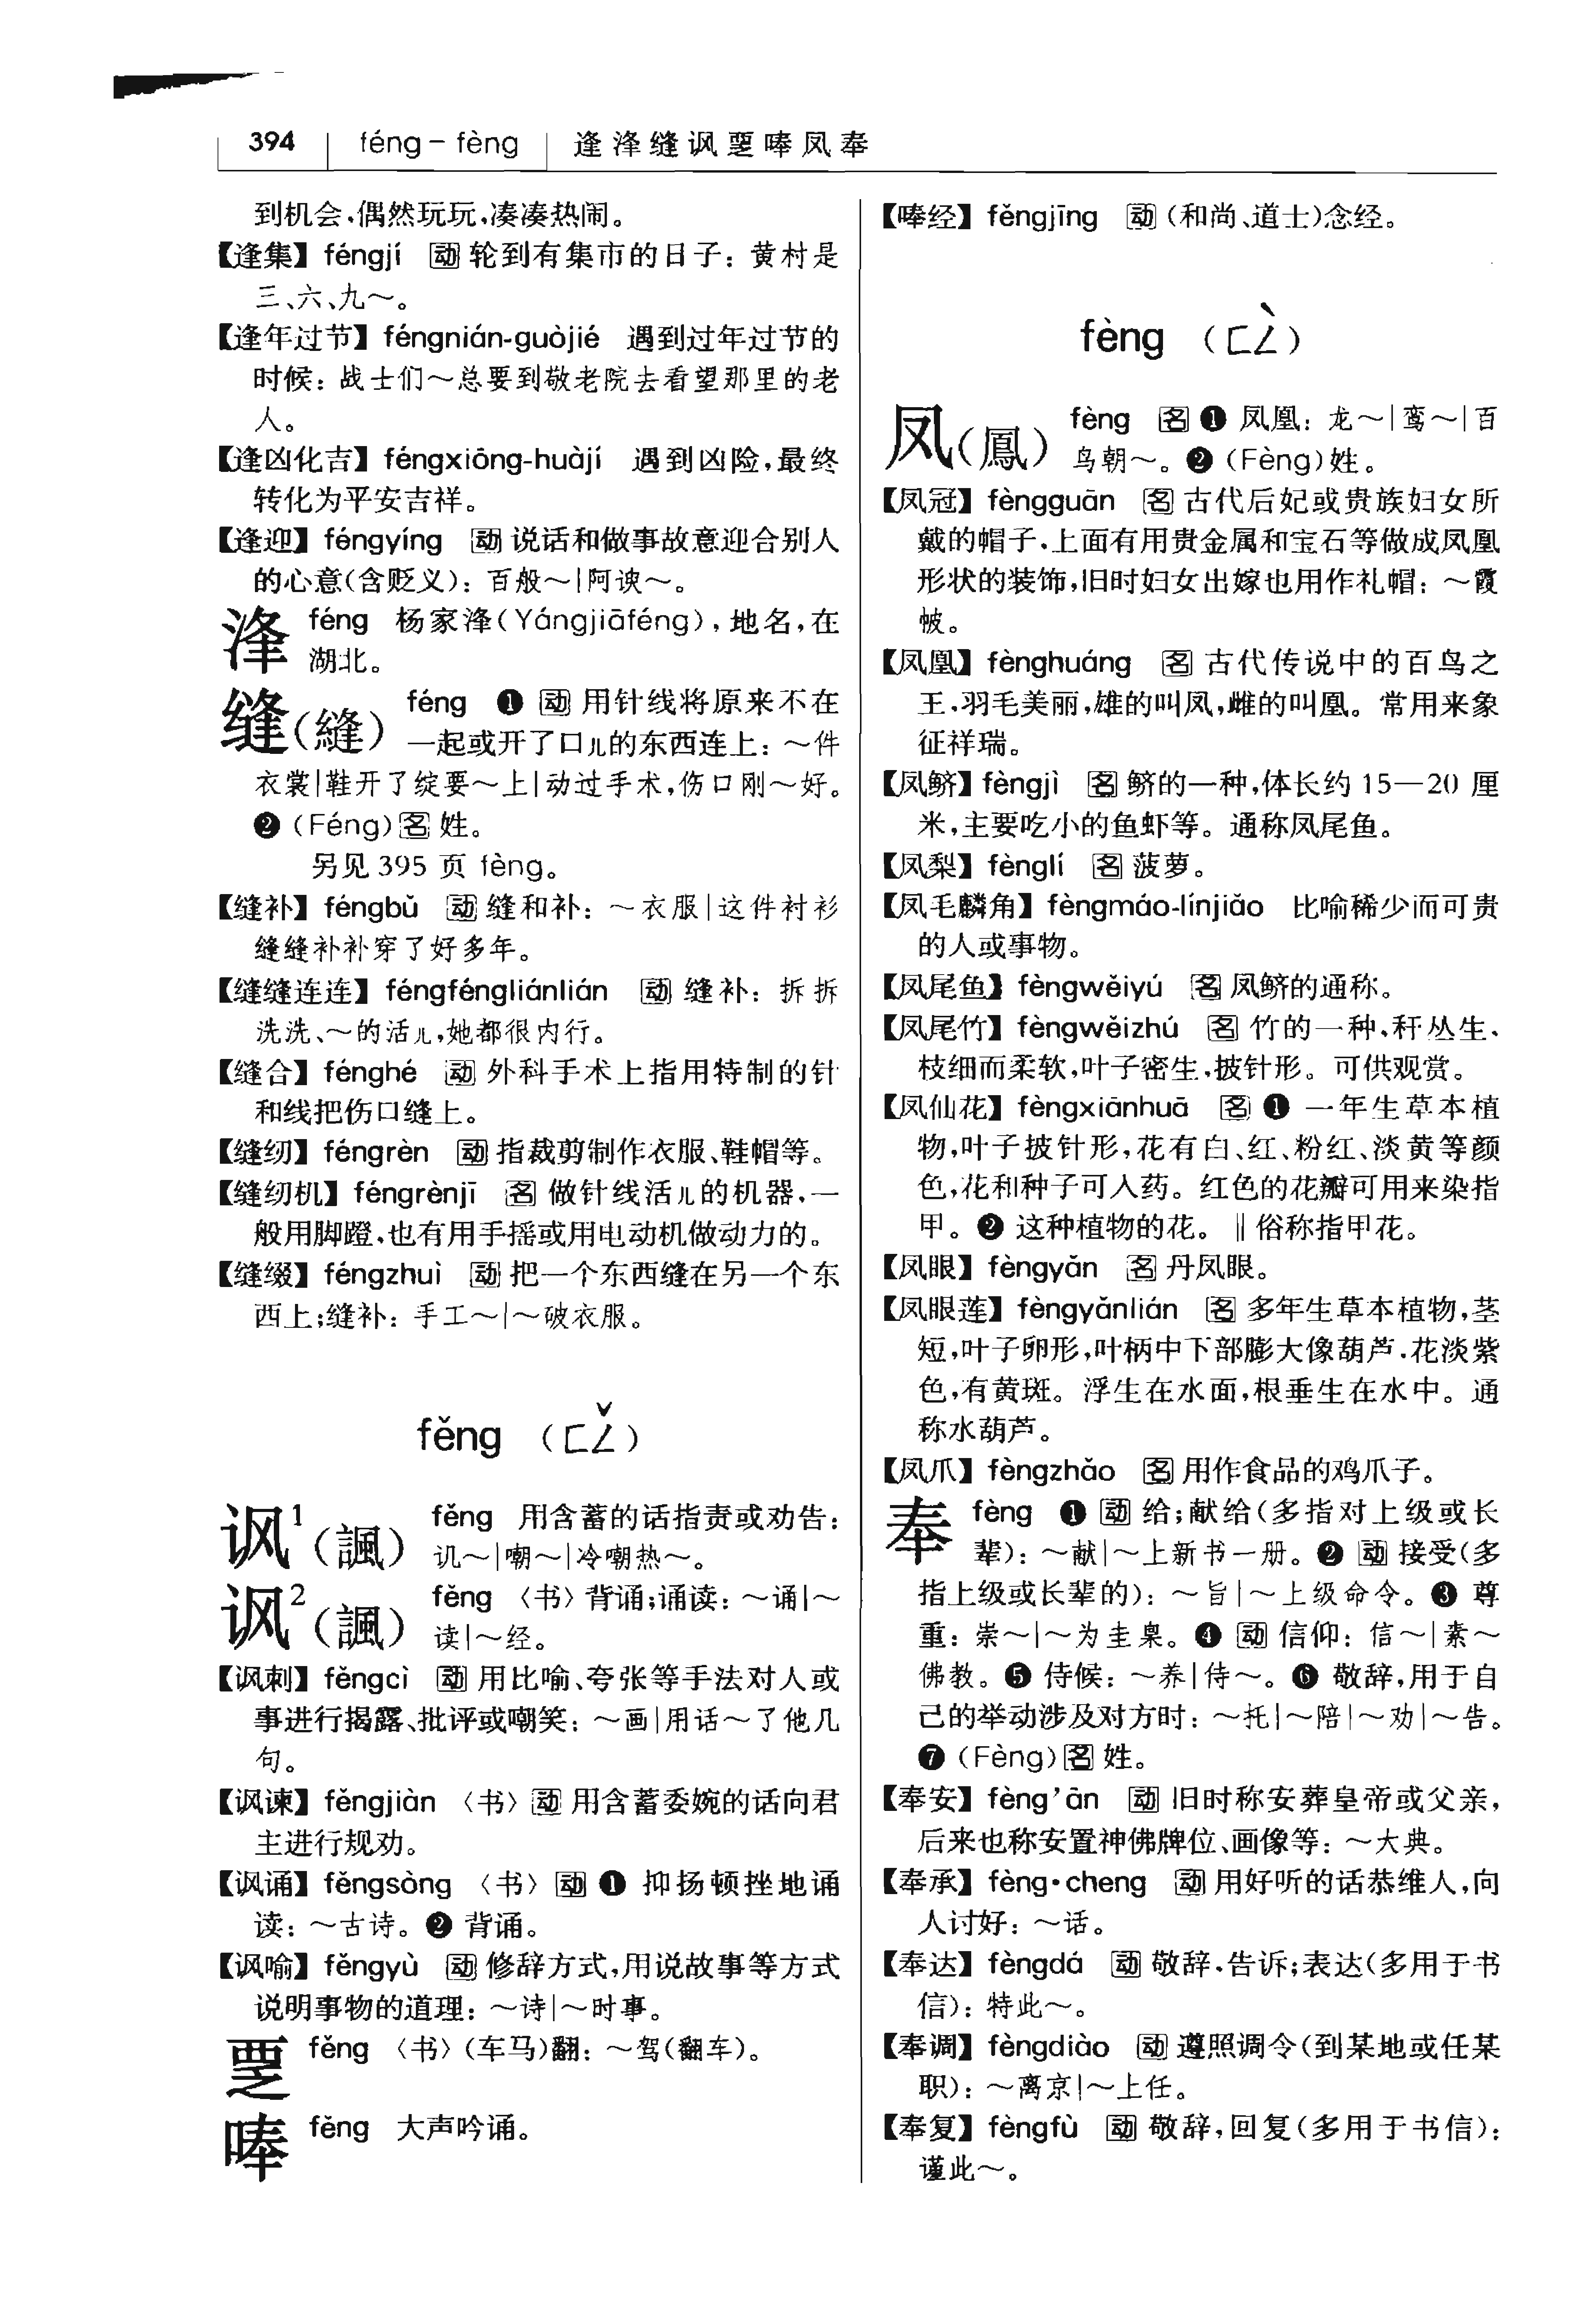 394 féng－fèng 逢浲缝讽覂唪凤奉
到机会，偶然玩玩，凑凑热闹。
【逢集】féngjí 动 轮到有集市的日子：黄村是
三、六、九～。
【逢年过节】féngnián-guòjié 遇到过年过节的
时候：战士们～总要到敬老院去看望那里的老
人。
【逢凶化吉】féngxiōng-huàjí 遇到凶险，最终
转化为平安吉祥。
【逢迎】féngyíng 动 说话和做事故意迎合别人
的心意（含贬义）：百般～|阿谀～。
浲 féng 杨家浲（Yángjiāféng），地名，在
湖北。
缝（縫） féng ❶ 动 用针线将原来不在
一起或开了口儿的东西连上：～件
衣裳|鞋开了绽要～上|动过手术，伤口刚～好。
❷（Féng）名 姓。
另见 395 页 fèng。
【缝补】féngbǔ 动 缝和补：～衣服|这件衬衫
缝缝补补穿了好多年。
【缝缝连连】féngféngliánlián 动 缝补：拆拆
洗洗、～的活儿，她都很内行。
【缝合】fénghé 动 外科手术上指用特制的针
和线把伤口缝上。
【缝纫】féngrèn 动 指裁剪制作衣服、鞋帽等。
【缝纫机】féngrènjī 名 做针线活儿的机器，一
般用脚蹬，也有用手摇或用电动机做动力的。
【缝缀】féngzhuì 动 把一个东西缝在另一个东
西上；缝补：手工～|～破衣服。
fěng （ㄈㄥˇ）
讽¹（諷） fěng 用含蓄的话指责或劝告：
讥～|嘲～|冷嘲热～。
讽²（諷） fěng 〈书〉背诵；诵读：～诵|～
读|～经。
【讽刺】fěngcì 动 用比喻、夸张等手法对人或
事进行揭露、批评或嘲笑：～画|用话～了他几
句。
【讽谏】fěngjiàn 〈书〉动 用含蓄委婉的话向君
主进行规劝。
【讽诵】fěngsòng 〈书〉动 ❶ 抑扬顿挫地诵
读：～古诗。❷ 背诵。
【讽喻】fěngyù 动 修辞方式，用说故事等方式
说明事物的道理：～诗|～时事。
覂 fěng 〈书〉（车马）翻：～驾（翻车）。
唪 fěng 大声吟诵。
【唪经】fěngjīng 动（和尚、道士）念经。
fèng （ㄈㄥˋ）
凤（鳳） fèng 名 ❶ 凤凰：龙～|鸾～|百
鸟朝～。❷（Fèng）姓。
【凤冠】fèngguān 名 古代后妃或贵族妇女所
戴的帽子，上面有用贵金属和宝石等做成凤凰
形状的装饰，旧时妇女出嫁也用作礼帽：～霞
帔。
【凤凰】fènghuáng 名 古代传说中的百鸟之
王，羽毛美丽，雄的叫凤，雌的叫凰。常用来象
征祥瑞。
【凤鲚】fèngjì 名 鲚的一种，体长约 15—20 厘
米，主要吃小的鱼虾等。通称凤尾鱼。
【凤梨】fènglí 名 菠萝。
【凤毛麟角】fèngmáo-línjiǎo 比喻稀少而可贵
的人或事物。
【凤尾鱼】fèngwěiyú 名 凤鲚的通称。
【凤尾竹】fèngwěizhú 名 竹的一种，秆丛生，
枝细而柔软，叶子密生，披针形。可供观赏。
【凤仙花】fèngxiānhuā 名 ❶ 一年生草本植
物，叶子披针形，花有白、红、粉红、淡黄等颜
色，花和种子可入药。红色的花瓣可用来染指
甲。❷ 这种植物的花。‖俗称指甲花。
【凤眼】fèngyǎn 名 丹凤眼。
【凤眼莲】fèngyǎnlián 名 多年生草本植物，茎
短，叶子卵形，叶柄中下部膨大像葫芦，花淡紫
色，有黄斑。浮生在水面，根垂生在水中。通
称水葫芦。
【凤爪】fèngzhǎo 名 用作食品的鸡爪子。
奉 fèng ❶ 动 给；献给（多指对上级或长
辈）：～献|～上新书一册。❷ 动 接受（多
指上级或长辈的）：～旨|～上级命令。❸ 尊
重：崇～|～为圭臬。❹ 动 信仰：信～|素～
佛教。❺ 侍候：～养|侍～。❻ 敬辞，用于自
己的举动涉及对方时：～托|～陪|～劝|～告。
❼（Fèng）名 姓。
【奉安】fèng’ān 动 旧时称安葬皇帝或父亲，
后来也称安置神佛牌位、画像等：～大典。
【奉承】fèng•cheng 动 用好听的话恭维人，向
人讨好：～话。
【奉达】fèngdá 动 敬辞，告诉；表达（多用于书
信）：特此～。
【奉调】fèngdiào 动 遵照调令（到某地或任某
职）：～离京|～上任。
【奉复】fèngfù 动 敬辞，回复（多用于书信）：
谨此～。